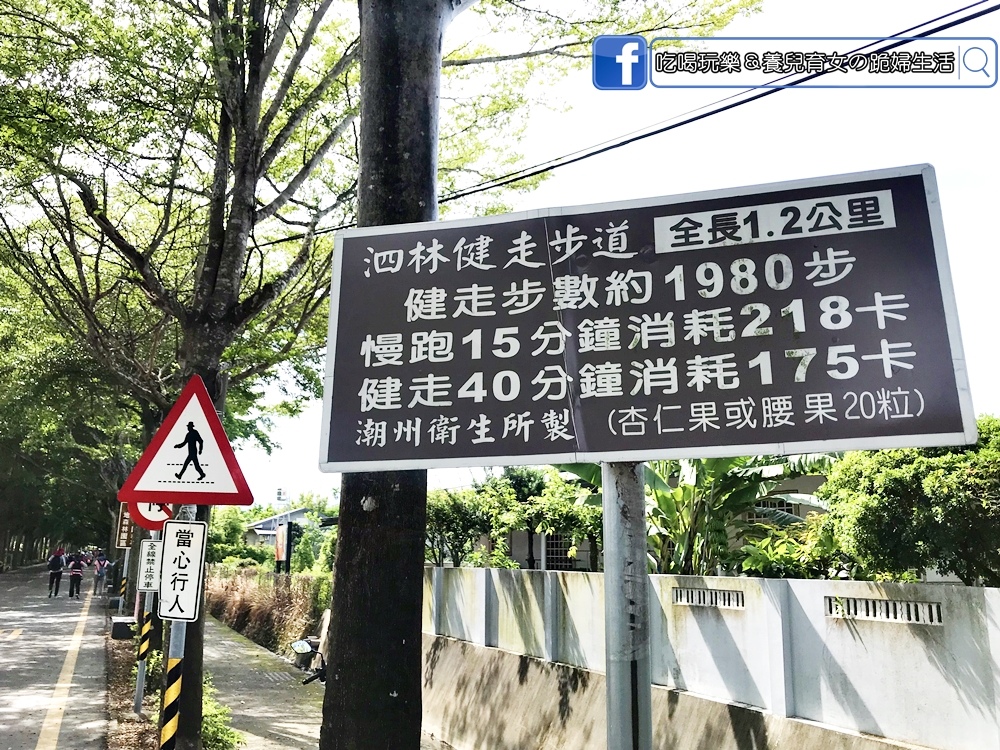 吃喝玩樂&養兒育女の跪婦生活
泗林健走步道 全長1.2公里
健走步數約1980步
慢跑15分鐘消耗218卡
健走40分鐘消耗175卡
潮州衛生所製 (杏仁果或腰果20粒)
當心行人
全線禁止停車